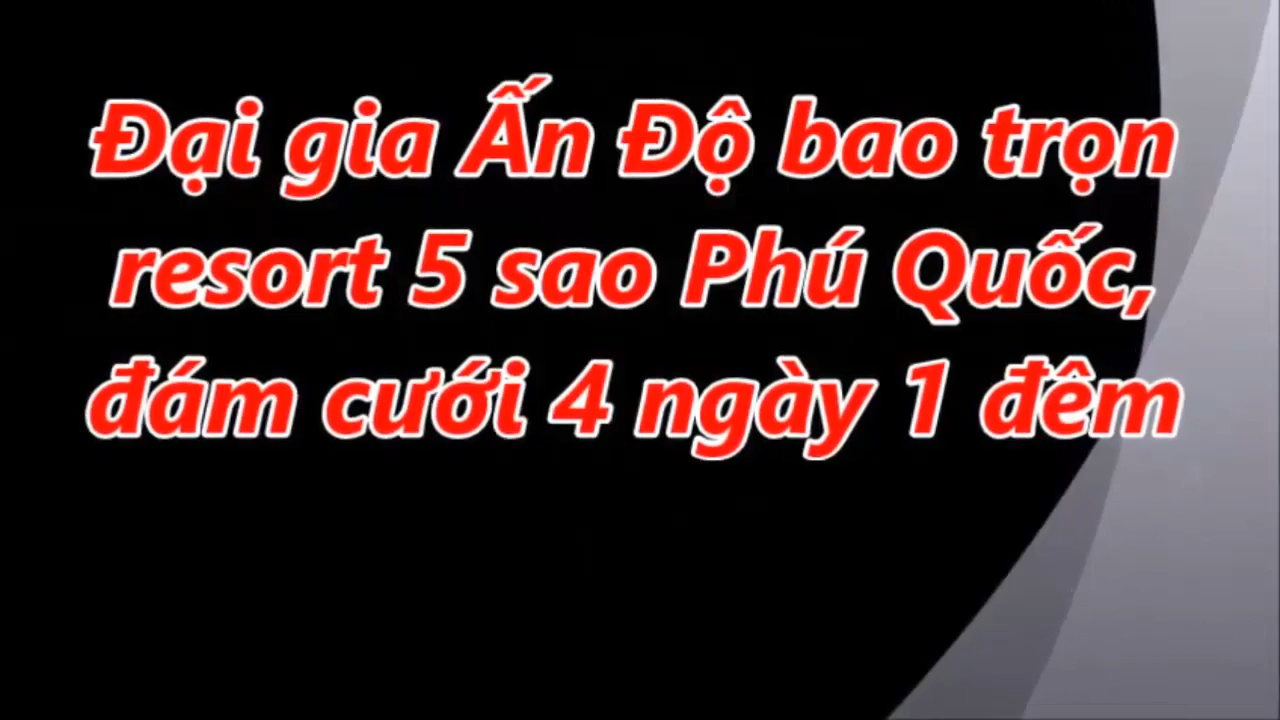 Đại gia Ấn Độ bao trọn
resort 5 sao Phú Quốc,
đám cưới 4 ngày 1 đêm